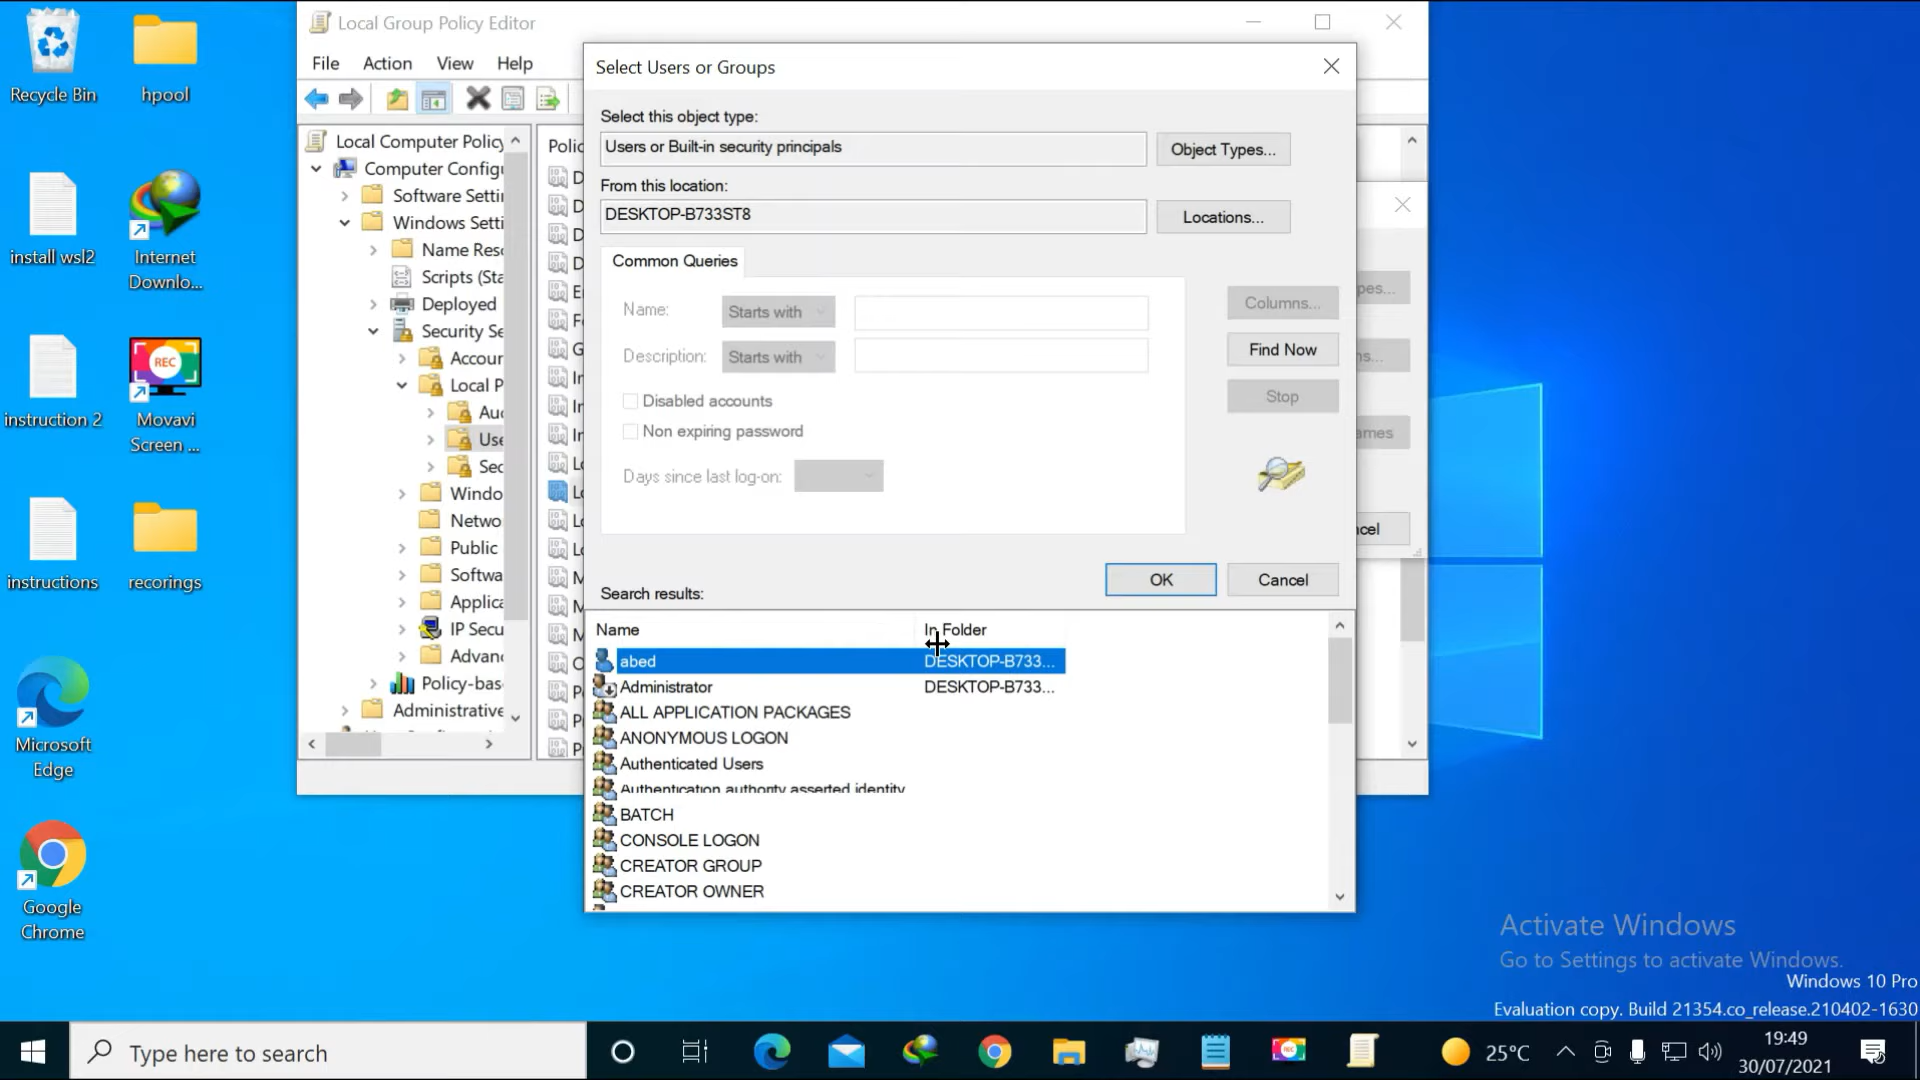 Recycle Bin
hpool
install wsl2
Internet
Downlo...
instruction 2
Movavi
Screen ...
REC
instructions
recorings
Microsoft
Edge
Google
Chrome
Local Group Policy Editor
File Action View Help
Local Computer Policy
Computer Configu
Software Settin
Windows Setti
Name Reso
Scripts (Sta
Deployed
Security Se
Accour
Local P
Aud
Use
Sec
Windo
Netwo
Public
Softwa
Applica
IP Secu
Advan
Policy-bas
Administrative
Polic
Select Users or Groups
Select this object type:
Users or Built-in security principals
Object Types...
From this location:
DESKTOP-B733ST8
Locations...
Common Queries
Name: Starts with
Description: Starts with
Disabled accounts
Non expiring password
Days since last log-on:
Columns...
Find Now
Stop
OK Cancel
Search results:
Name In Folder
abed DESKTOP-B733...
Administrator DESKTOP-B733...
ALL APPLICATION PACKAGES
ANONYMOUS LOGON
Authenticated Users
Authentication authority asserted identity
BATCH
CONSOLE LOGON
CREATOR GROUP
CREATOR OWNER
pes...
ns...
ames
ncel
Activate Windows
Go to Settings to activate Windows.
Windows 10 Pro
Evaluation copy. Build 21354.co_release.210402-1630
Type here to search
25°C
19:49
30/07/2021